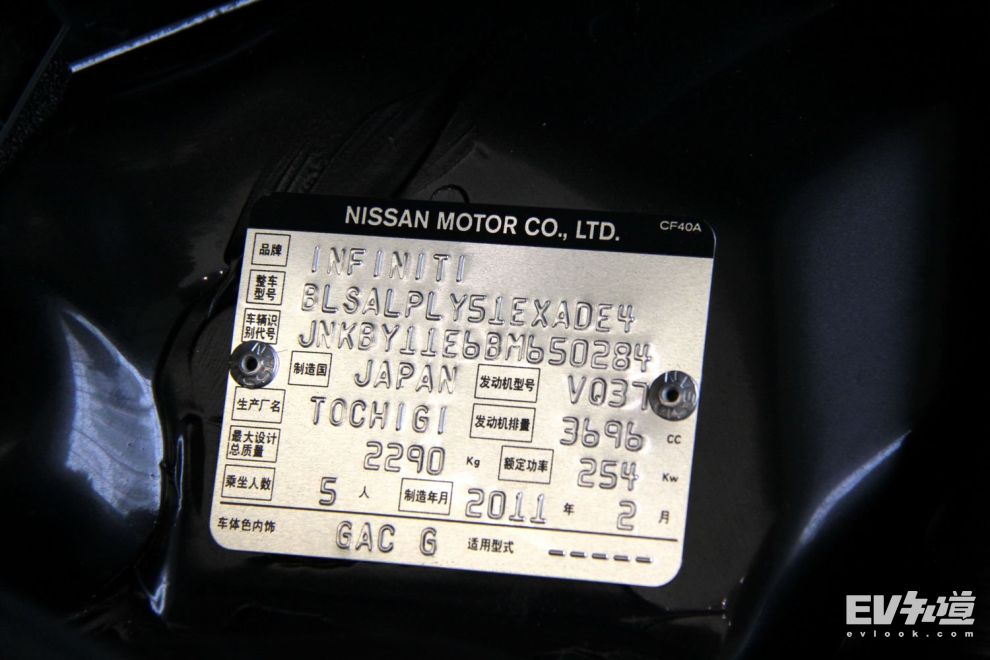 NISSAN MOTOR CO., LTD. CF40A
品牌 INFINITI
整车型号 BLSALPLY51EXADE4
车辆识别代号 JNKBY11E6BM650284
制造国 JAPAN 发动机型号 VQ37
生产厂名 TOCHIGI 发动机排量 3696 cc
最大设计总质量 2290 Kg 额定功率 254 Kw
乘坐人数 5 人 制造年月 2011 年 2 月
车体色内饰 GAC G 适用型式 -----
EV知道
evlook.com